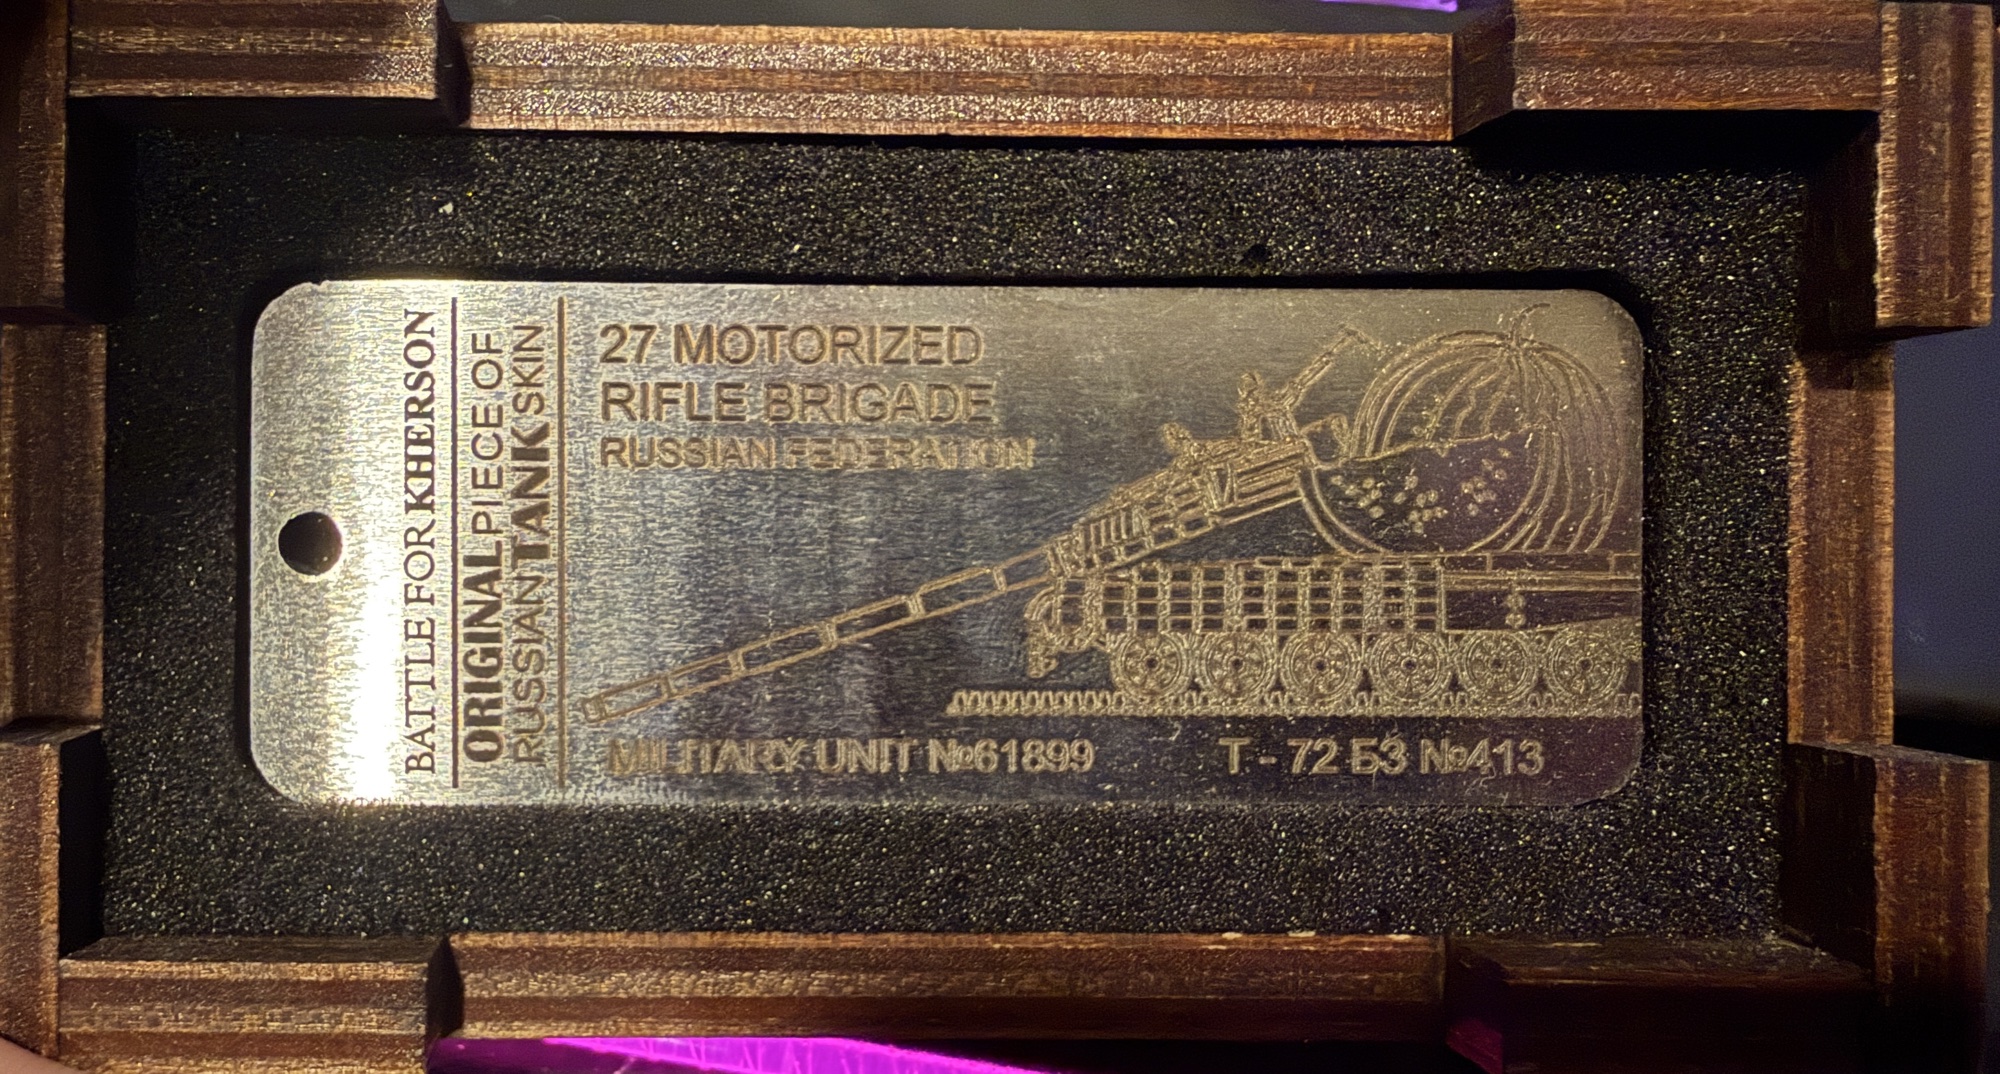 BATTLE FOR KHERSON
ORIGINAL PIECE OF
RUSSIAN TANK SKIN
27 MOTORIZED
RIFLE BRIGADE
RUSSIAN FEDERATION
MILITARY UNIT №61899
T - 72 Б3 №413